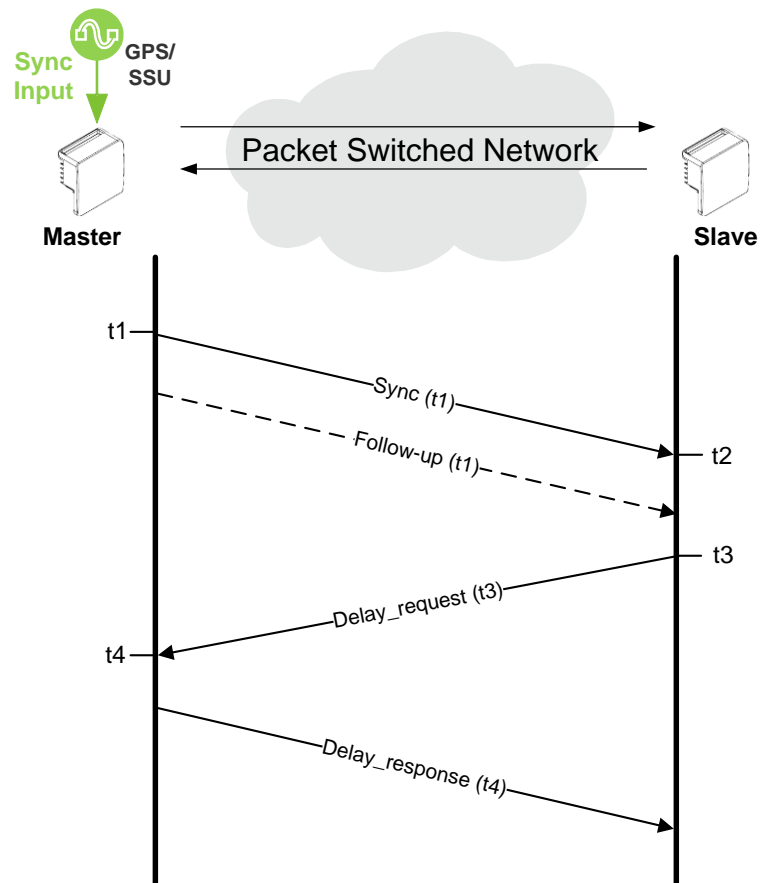 GPS/
SSU
Sync
Input
Packet Switched Network
Master
Slave
t1
Sync (t1)
Follow-up (t1)
t2
t3
Delay_request (t3)
t4
Delay_response (t4)